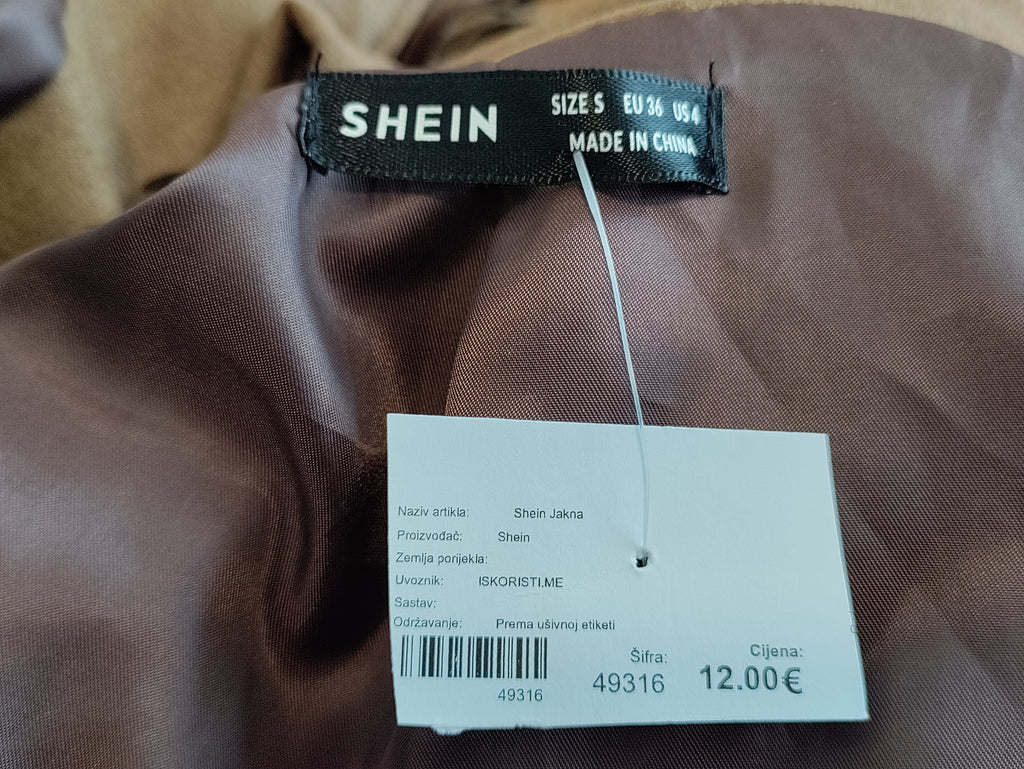 SHEIN
SIZE S EU 36 US 4
MADE IN CHINA
Naziv artikla: Shein Jakna
Proizvođač: Shein
Zemlja porijekla:
Uvoznik: ISKORISTI.ME
Sastav:
Održavanje: Prema ušivnoj etiketi
49316
Šifra:
49316
Cijena:
12.00€